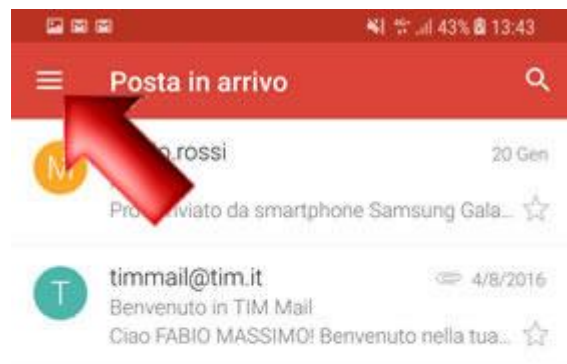 43% 13:43
Posta in arrivo
.rossi 20 Gen
nviato da smartphone Samsung Gala...
T timmail@tim.it 4/8/2016
Benvenuto in TIM Mail
Ciao FABIO MASSIMO! Benvenuto nella tua...